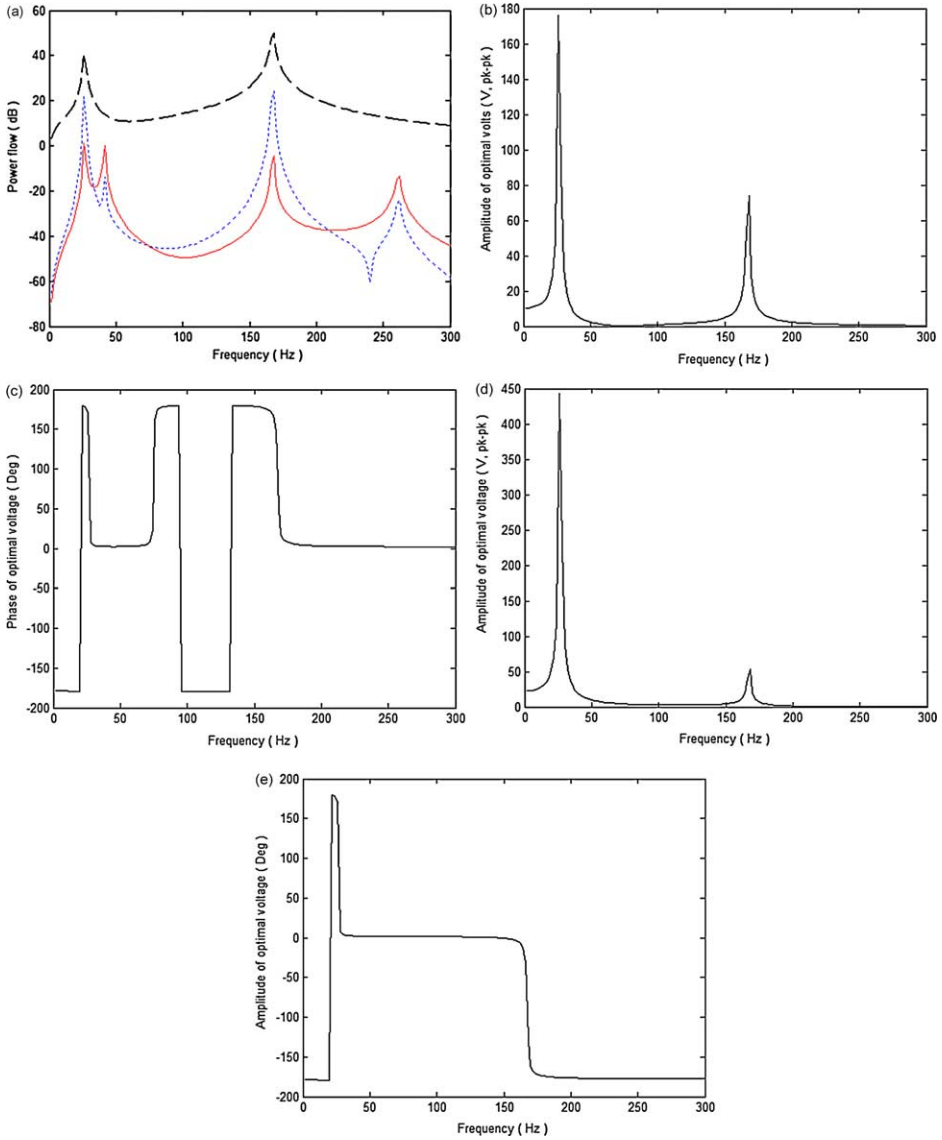 (a)
60
40
20
0
-20
-40
-60
-80
Power flow ( dB )
0 50 100 150 200 250 300
Frequency ( Hz )
(b)
180
160
140
120
100
80
60
40
20
0
Amplitude of optimal volts ( V, pk-pk )
0 50 100 150 200 250 300
Frequency ( Hz )
(c)
200
150
100
50
0
-50
-100
-150
-200
Phase of optimal voltage ( Deg )
0 50 100 150 200 250 300
Frequency ( Hz )
(d)
450
400
350
300
250
200
150
100
50
0
Amplitude of optimal voltage ( V, pk-pk )
0 50 100 150 200 250 300
Frequency ( Hz )
(e)
200
150
100
50
0
-50
-100
-150
-200
Amplitude of optimal voltage ( Deg )
0 50 100 150 200 250 300
Frequency ( Hz )